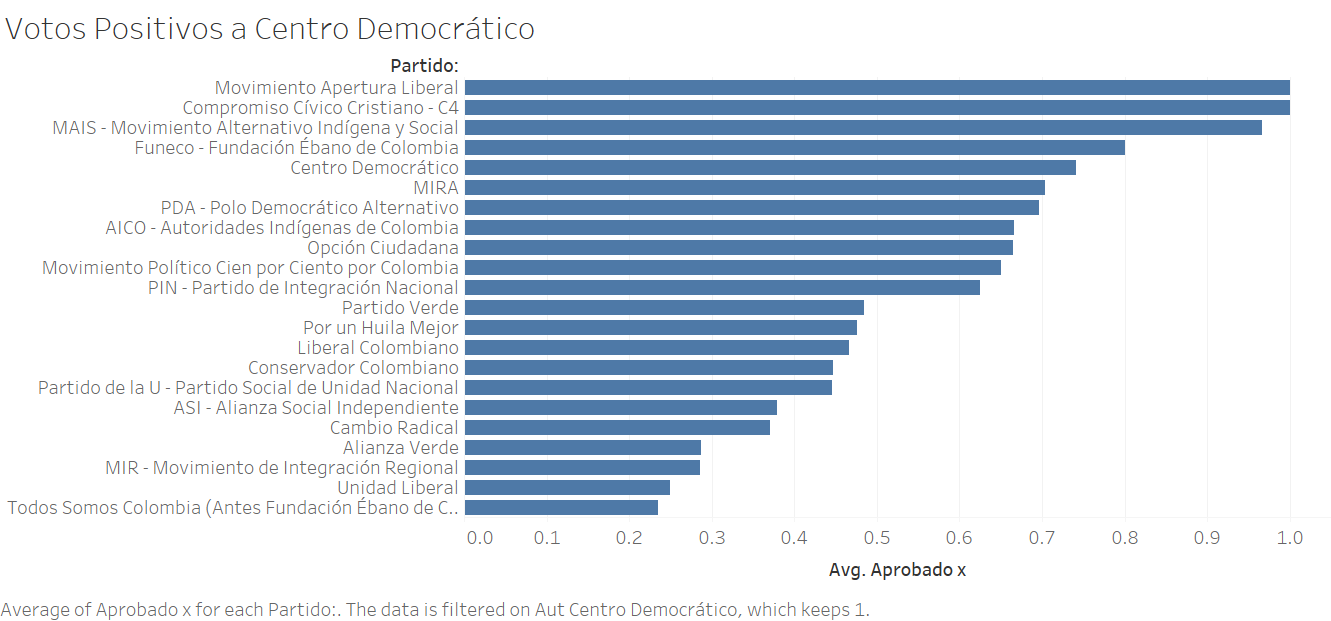 Votos Positivos a Centro Democrático
Partido:
Movimiento Apertura Liberal
Compromiso Cívico Cristiano - C4
MAIS - Movimiento Alternativo Indígena y Social
Funeco - Fundación Ébano de Colombia
Centro Democrático
MIRA
PDA - Polo Democrático Alternativo
AICO - Autoridades Indígenas de Colombia
Opción Ciudadana
Movimiento Político Cien por Ciento por Colombia
PIN - Partido de Integración Nacional
Partido Verde
Por un Huila Mejor
Liberal Colombiano
Conservador Colombiano
Partido de la U - Partido Social de Unidad Nacional
ASI - Alianza Social Independiente
Cambio Radical
Alianza Verde
MIR - Movimiento de Integración Regional
Unidad Liberal
Todos Somos Colombia (Antes Fundación Ébano de C..
0.0 0.1 0.2 0.3 0.4 0.5 0.6 0.7 0.8 0.9 1.0
Avg. Aprobado x
Average of Aprobado x for each Partido:. The data is filtered on Aut Centro Democrático, which keeps 1.